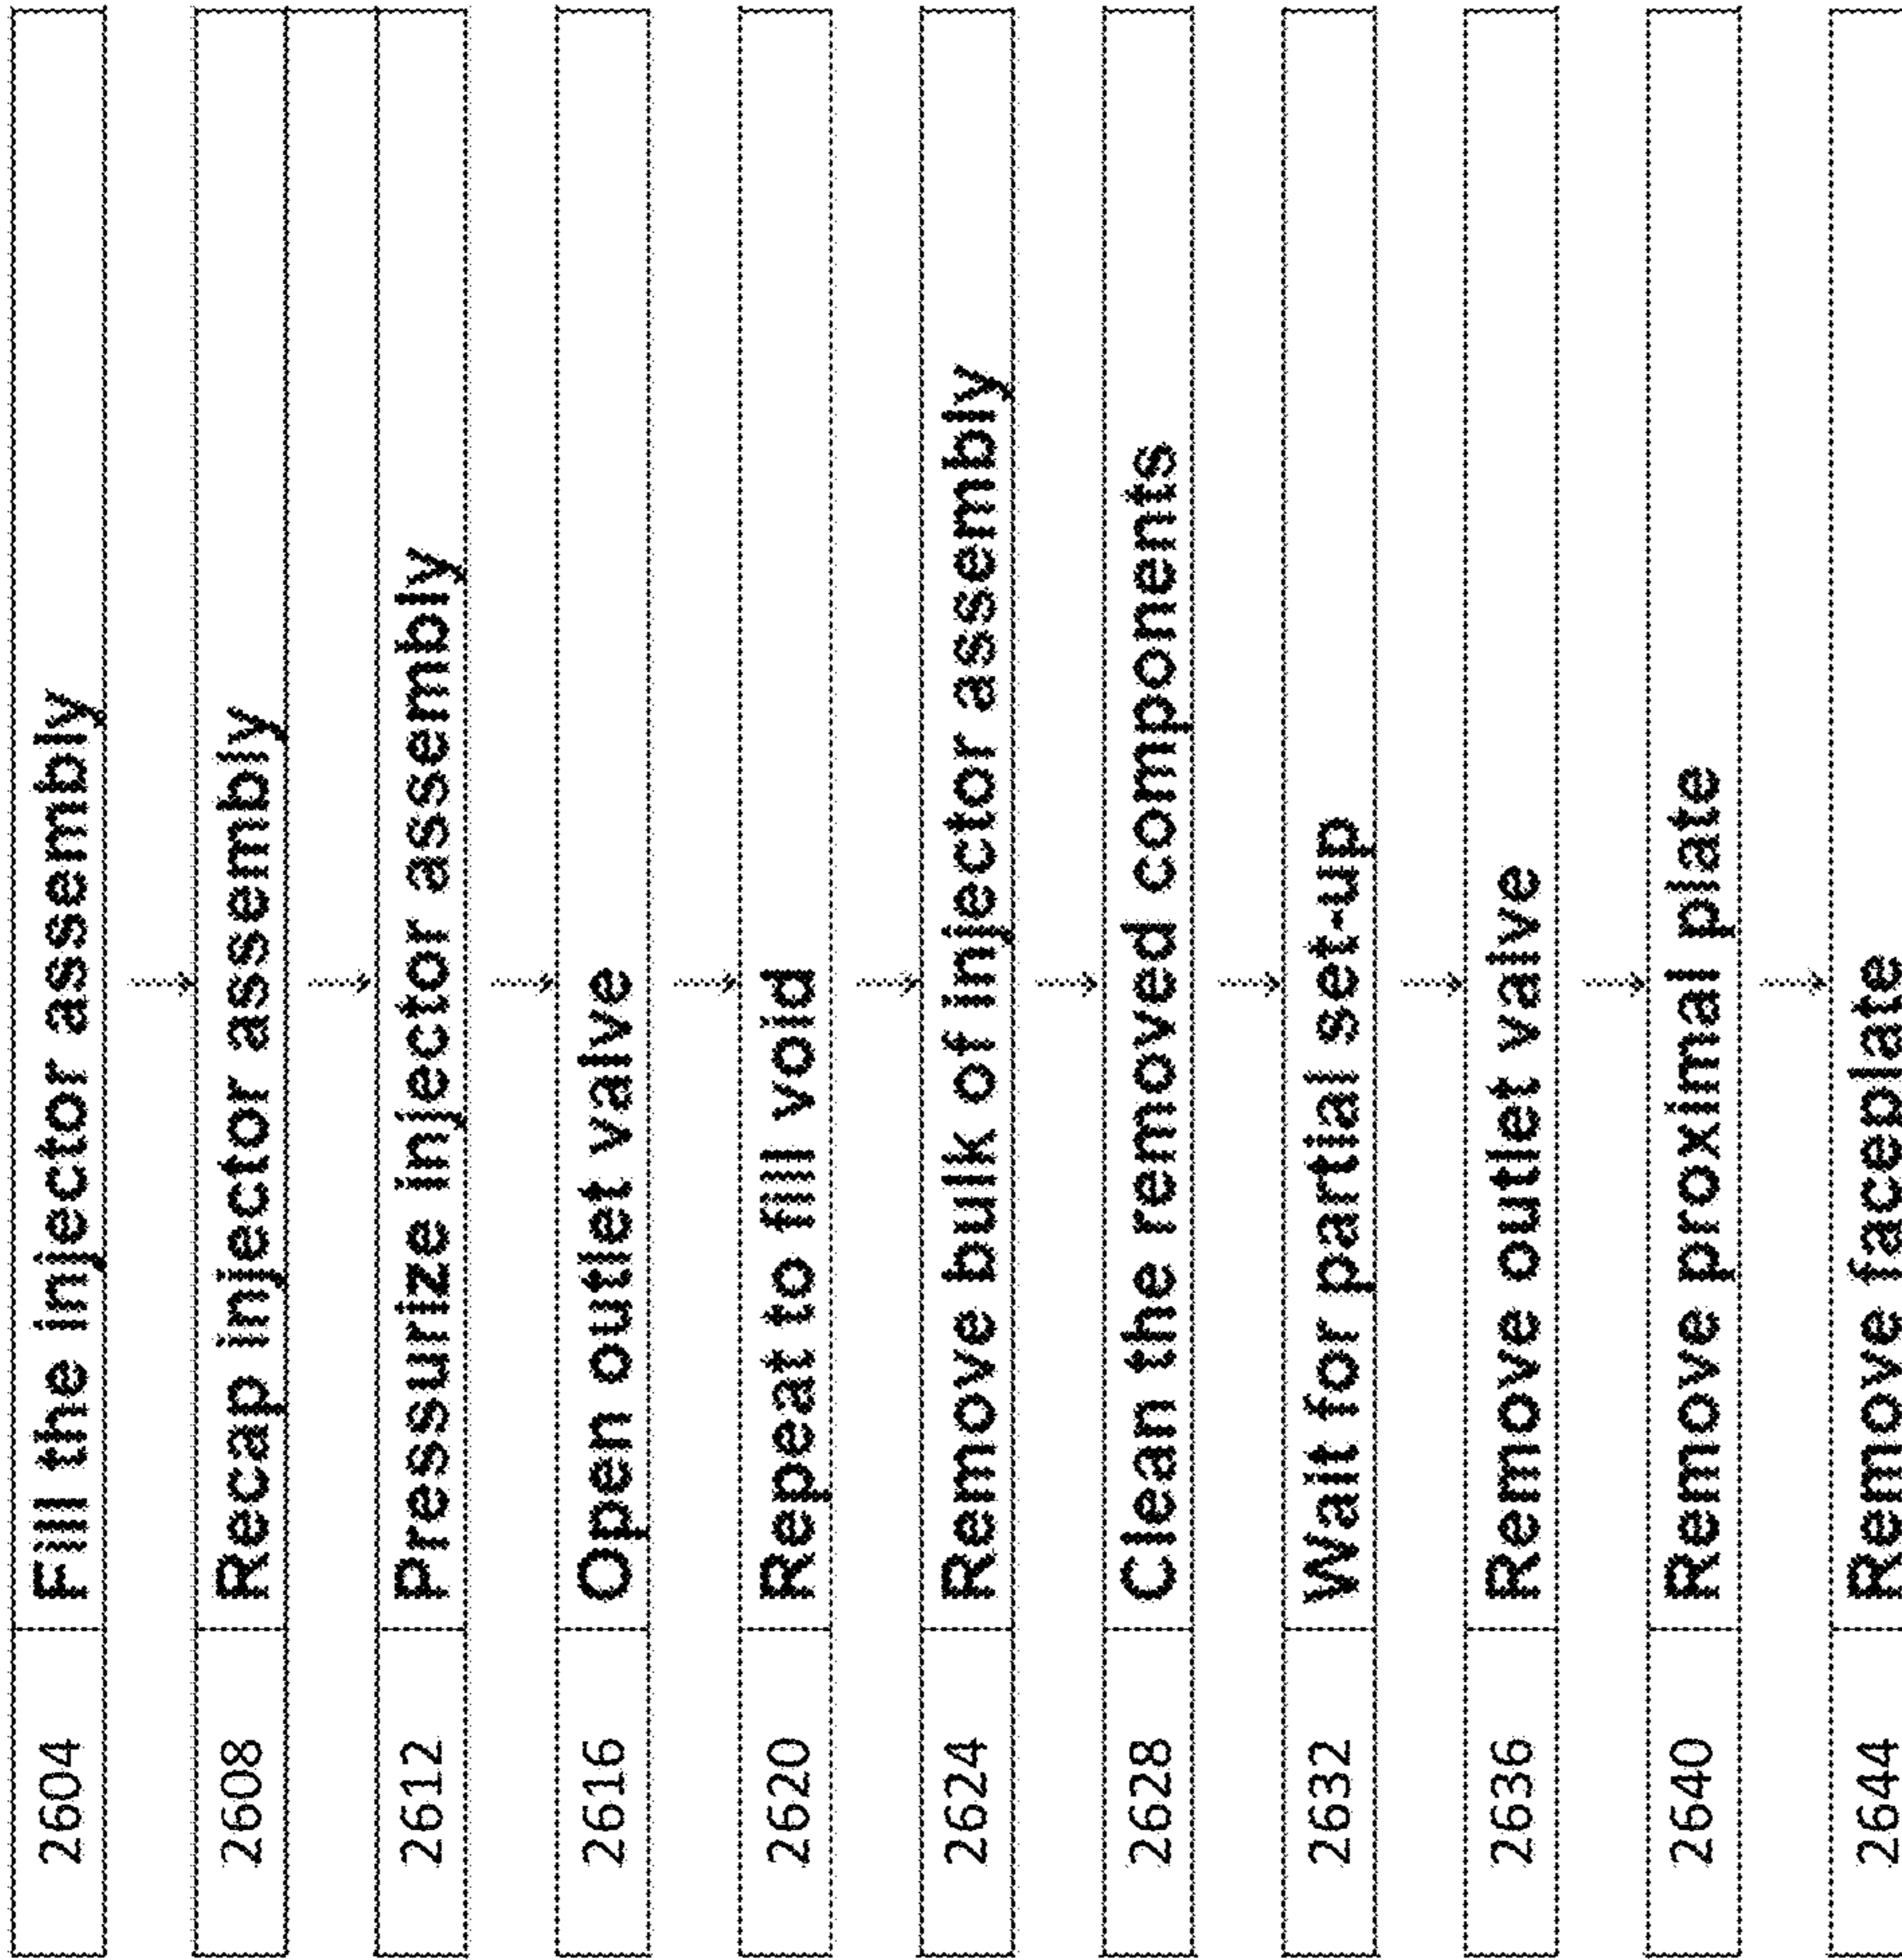 2604 Fill the injector assembly
2608 Recap injector assembly
2612 Pressurize injector assembly
2616 Open outlet valve
2620 Repeat to fill void
2624 Remove bulk of injector assembly
2628 Clean the removed components
2632 Wait for partial set-up
2636 Remove outlet valve
2640 Remove proximal plate
2644 Remove faceplate